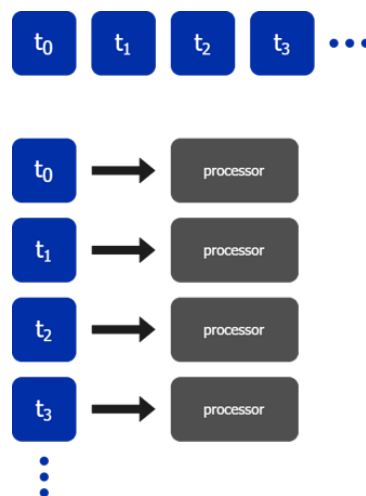 t₀ t₁ t₂ t₃ •••
t₀ processor
t₁ processor
t₂ processor
t₃ processor